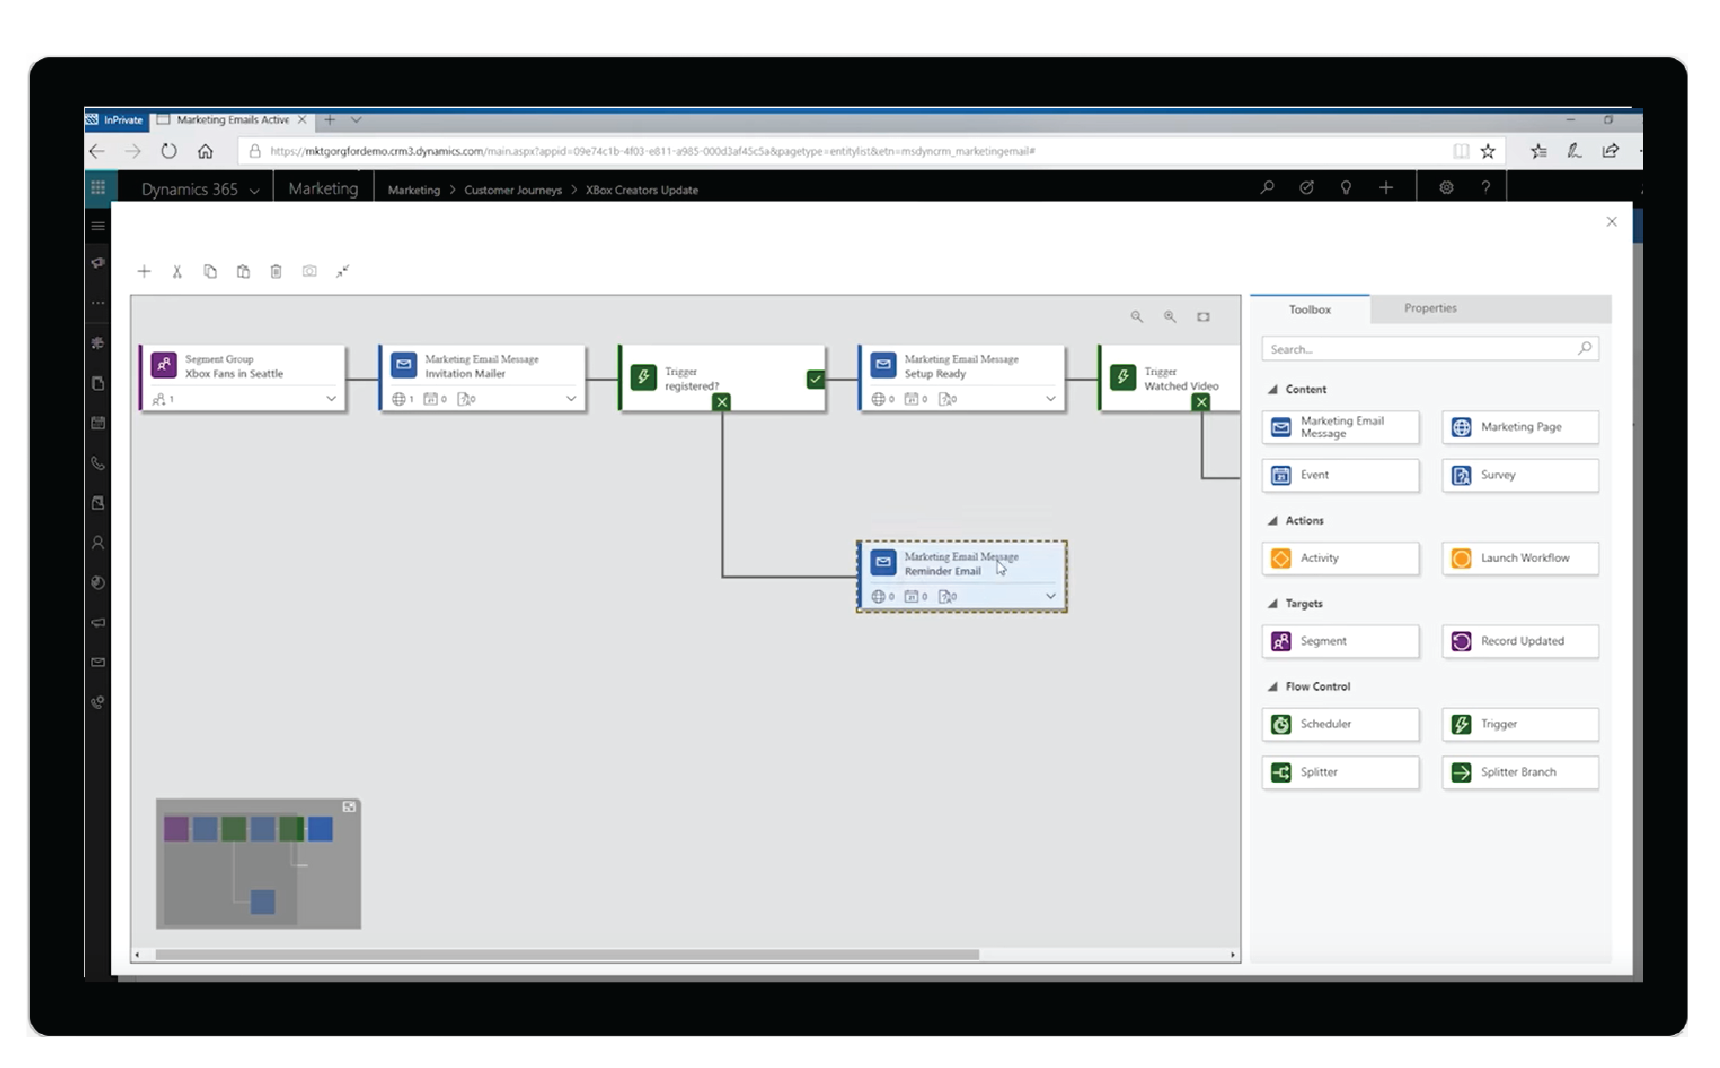 InPrivate
Marketing Emails Active
https://mktgorgfordemo.crm3.dynamics.com/main.aspx?appid=09e74c1b-4f03-e811-a985-000d3af45c5a&pagetype=entitylist&etn=msdyncrm_marketingemail#
Dynamics 365
Marketing
Marketing > Customer Journeys > XBox Creators Update
Toolbox
Properties
Search...
Segment Group
Xbox Fans in Seattle
1
Marketing Email Message
Invitation Mailer
1 0 0
Trigger
registered?
Marketing Email Message
Setup Ready
0 0 0
Trigger
Watched Video
Marketing Email Message
Reminder Email
0 0 0
Content
Marketing Email Message
Marketing Page
Event
Survey
Actions
Activity
Launch Workflow
Targets
Segment
Record Updated
Flow Control
Scheduler
Trigger
Splitter
Splitter Branch